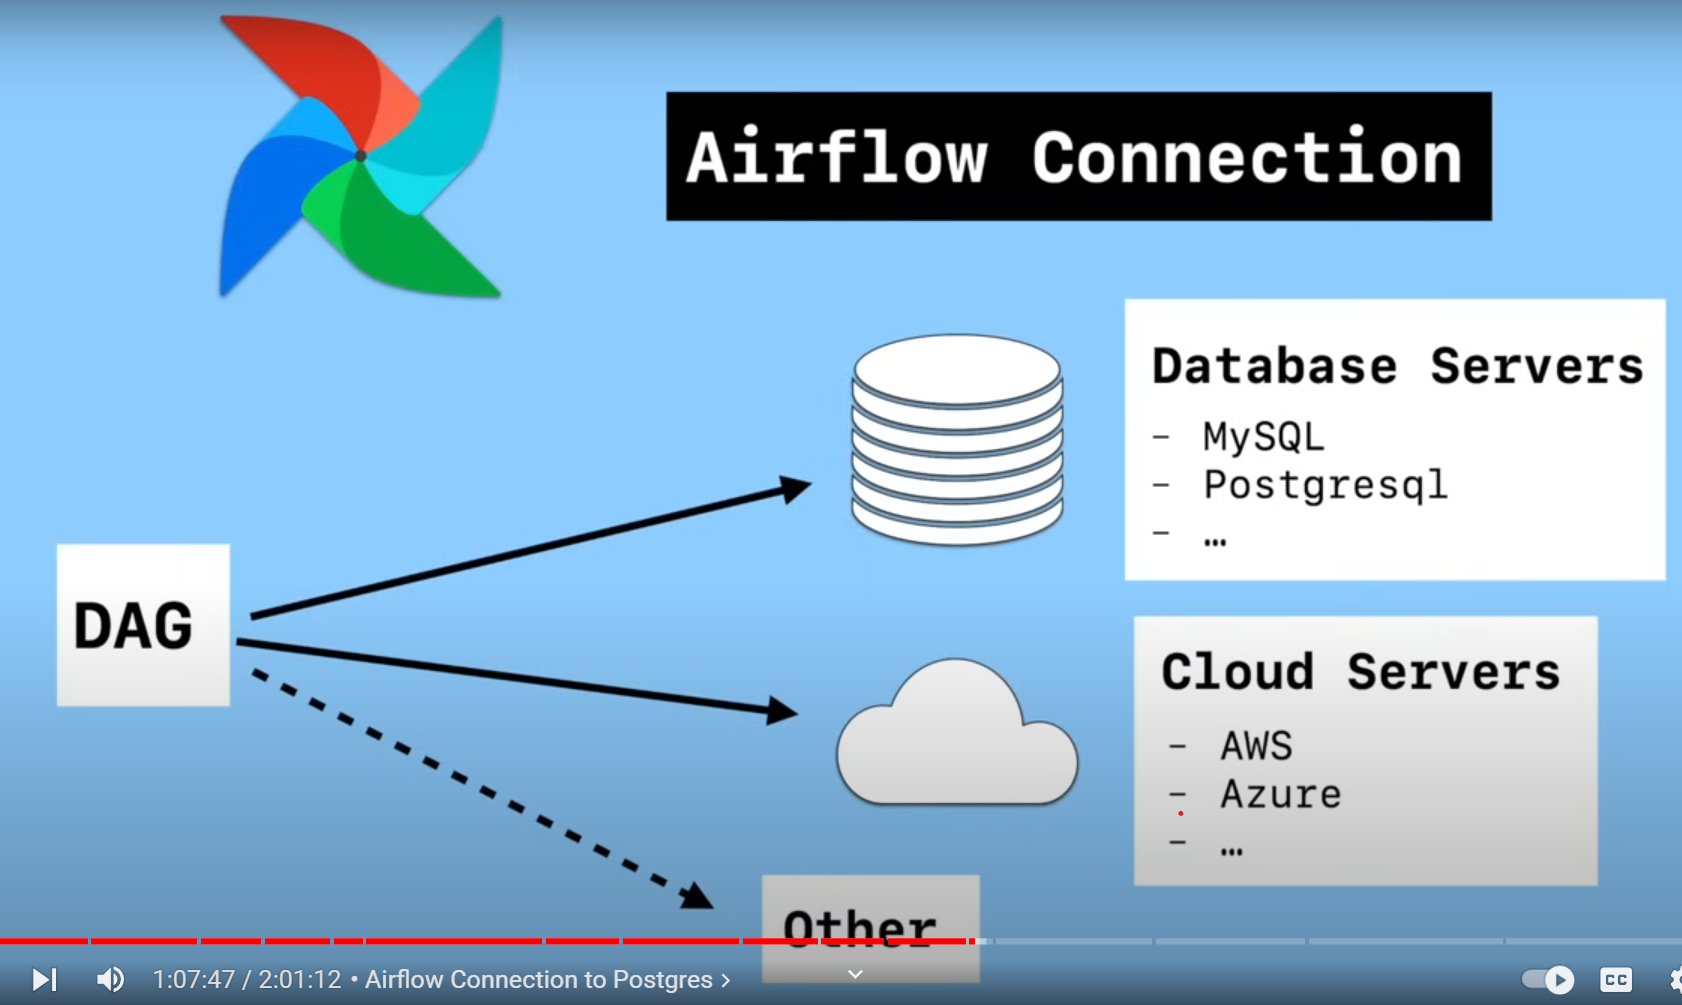 Airflow Connection
Database Servers
- MySQL
- Postgresql
- …
DAG
Cloud Servers
- AWS
- Azure
- …
Other
1:07:47 / 2:01:12 • Airflow Connection to Postgres >
CC